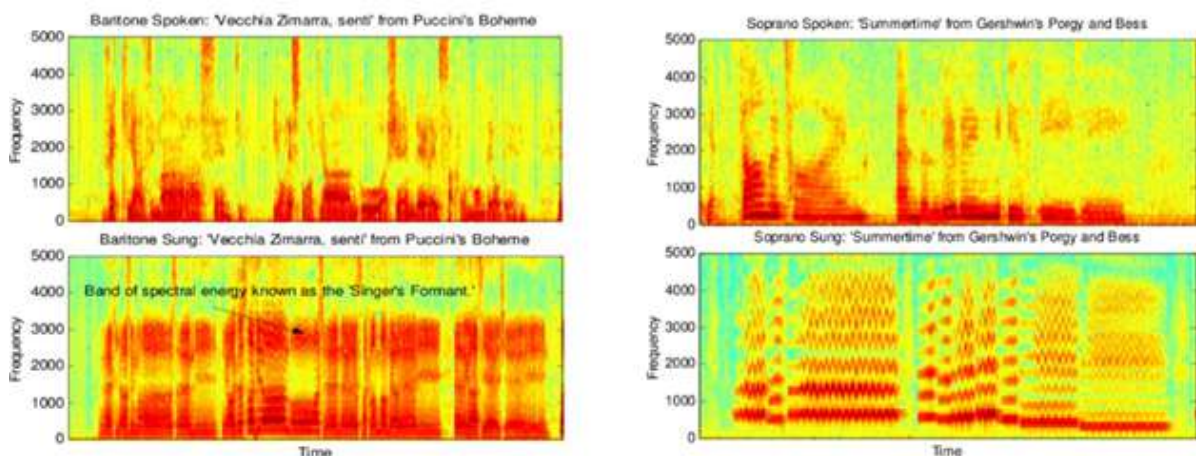 Baritone Spoken: 'Vecchia Zimarra, senti' from Puccini's Boheme
5000
4000
3000
2000
1000
0
Frequency
Baritone Sung: 'Vecchia Zimarra, senti' from Puccini's Boheme
5000
4000
3000
2000
1000
0
Frequency
Band of spectral energy known as the 'Singer's Formant.'
Time
Soprano Spoken: 'Summertime' from Gershwin's Porgy and Bess
5000
4000
3000
2000
1000
0
Frequency
Soprano Sung: 'Summertime' from Gershwin's Porgy and Bess
5000
4000
3000
2000
1000
0
Frequency
Time